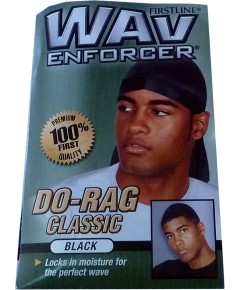 FIRSTLINE®
WAV
ENFORCER®
PREMIUM
100%
FIRST
QUALITY
DO-RAG
CLASSIC
BLACK
Locks in moisture for
the perfect wave